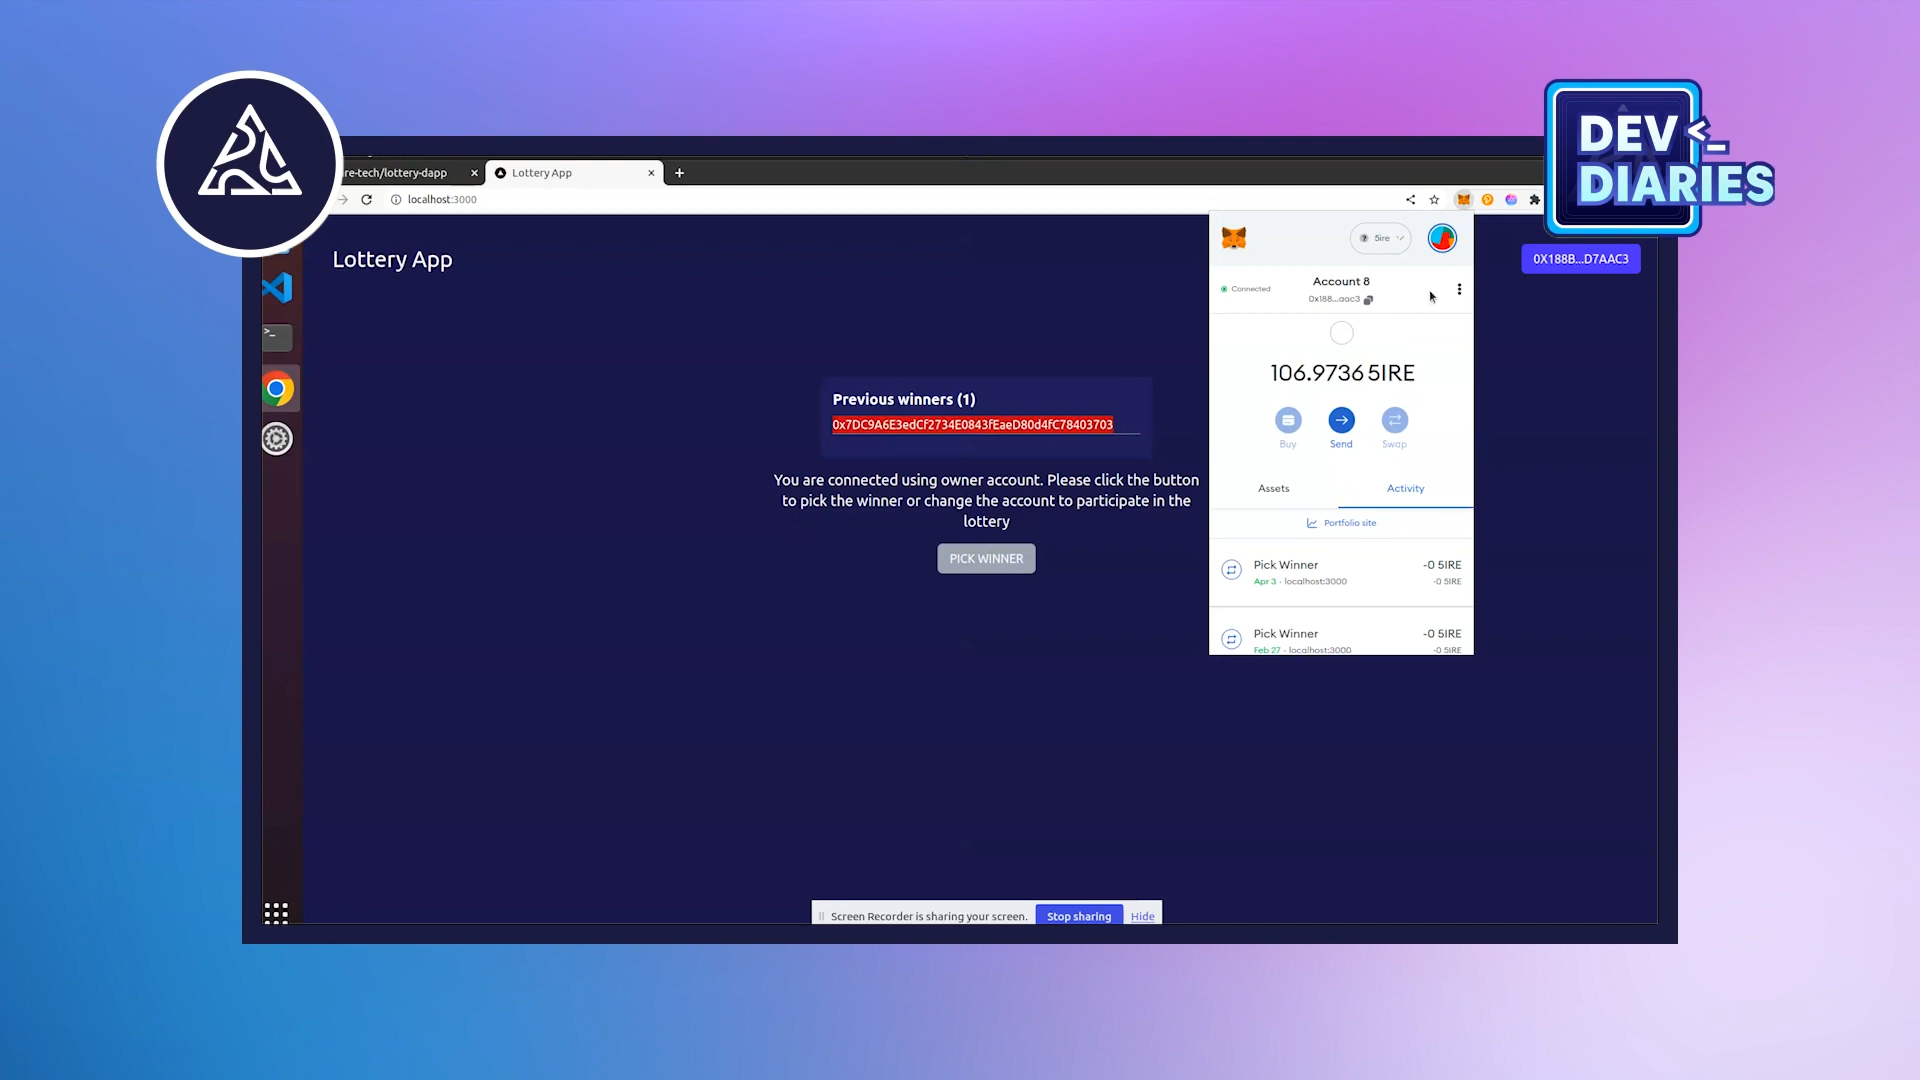 DEV <_
DIARIES
re-tech/lottery-dapp
Lottery App
localhost:3000
Lottery App
0X188B...D7AAC3
Previous winners (1)
0x7DC9A6E3edCf2734E0843fEaeD80d4fC78403703
You are connected using owner account. Please click the button
to pick the winner or change the account to participate in the
lottery
PICK WINNER
5ire
Connected
Account 8
0x188...aac3
106.9736 5IRE
Buy
Send
Swap
Assets
Activity
Portfolio site
Pick Winner
-0 5IRE
Apr 3 · localhost:3000
-0 5IRE
Pick Winner
-0 5IRE
Feb 27 · localhost:3000
-0 5IRE
Screen Recorder is sharing your screen.
Stop sharing
Hide